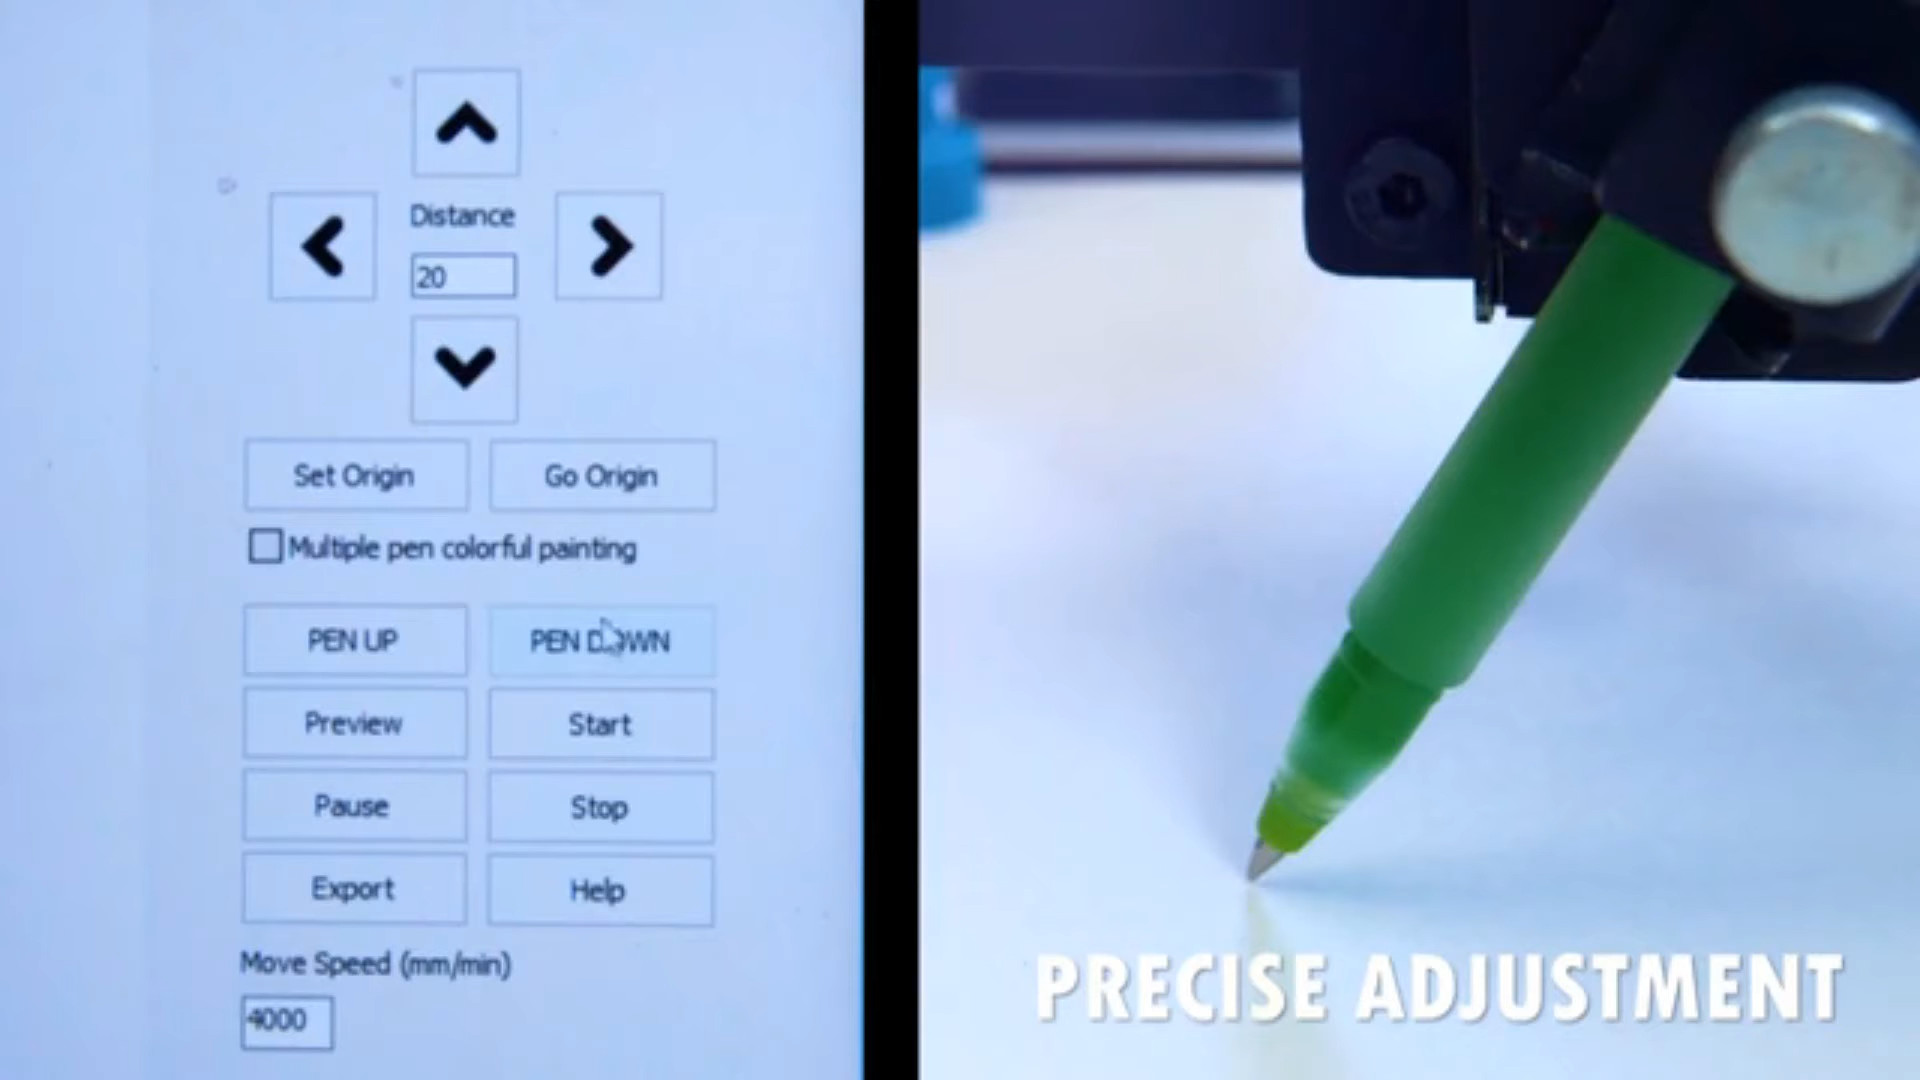 Distance
20
Set Origin
Go Origin
Multiple pen colorful painting
PEN UP
PEN DOWN
Preview
Start
Pause
Stop
Export
Help
Move Speed (mm/min)
4000
PRECISE ADJUSTMENT